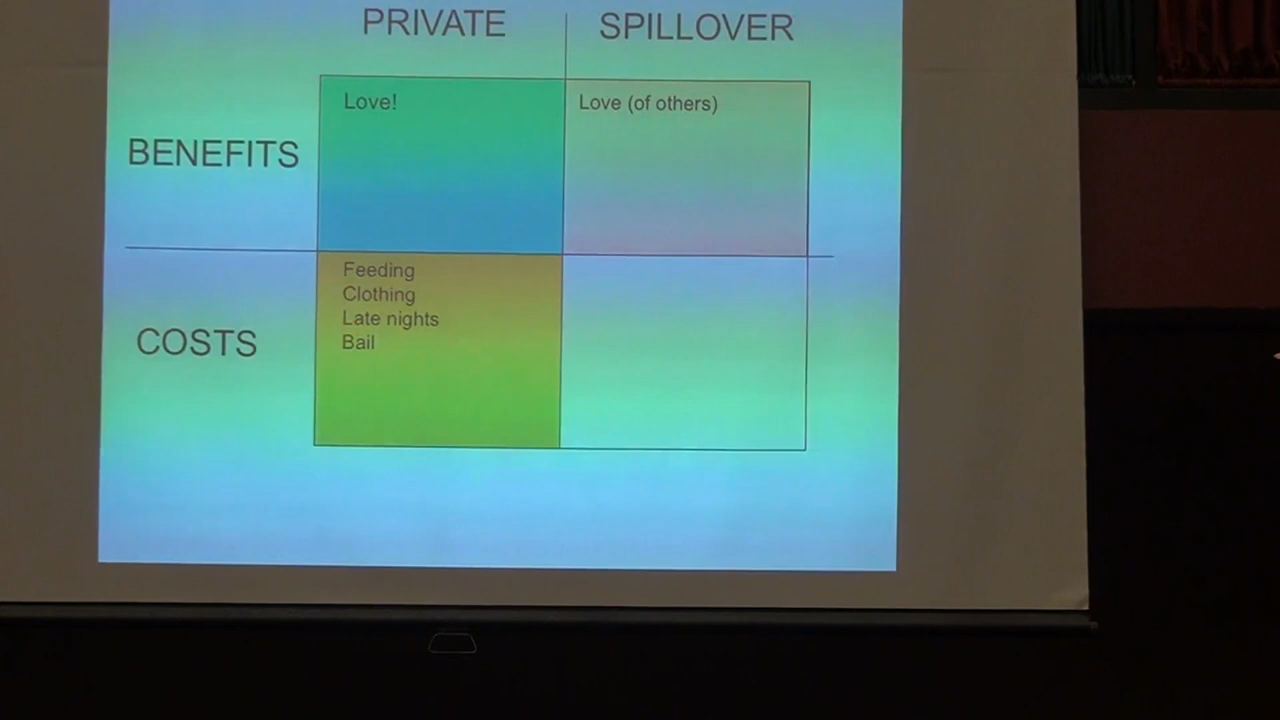 PRIVATE
SPILLOVER
BENEFITS
Love!
Love (of others)
COSTS
Feeding
Clothing
Late nights
Bail